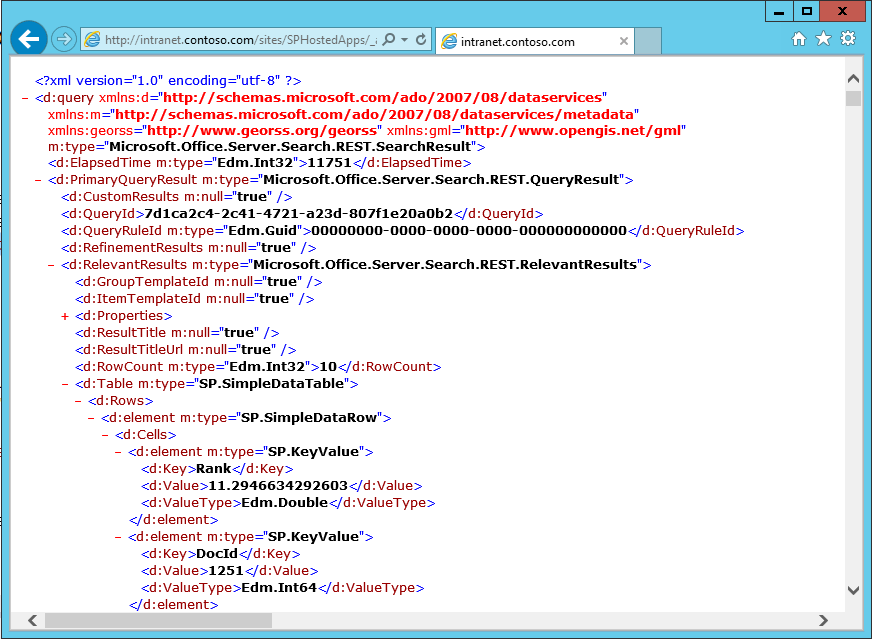 http://intranet.contoso.com/sites/SPHostedApps/_
intranet.contoso.com
<?xml version="1.0" encoding="utf-8" ?>
- <d:query xmlns:d="http://schemas.microsoft.com/ado/2007/08/dataservices"
xmlns:m="http://schemas.microsoft.com/ado/2007/08/dataservices/metadata"
xmlns:georss="http://www.georss.org/georss" xmlns:gml="http://www.opengis.net/gml"
m:type="Microsoft.Office.Server.Search.REST.SearchResult">
<d:ElapsedTime m:type="Edm.Int32">11751</d:ElapsedTime>
- <d:PrimaryQueryResult m:type="Microsoft.Office.Server.Search.REST.QueryResult">
<d:CustomResults m:null="true" />
<d:QueryId>7d1ca2c4-2c41-4721-a23d-807f1e20a0b2</d:QueryId>
<d:QueryRuleId m:type="Edm.Guid">00000000-0000-0000-0000-000000000000</d:QueryRuleId>
<d:RefinementResults m:null="true" />
- <d:RelevantResults m:type="Microsoft.Office.Server.Search.REST.RelevantResults">
<d:GroupTemplateId m:null="true" />
<d:ItemTemplateId m:null="true" />
+ <d:Properties>
<d:ResultTitle m:null="true" />
<d:ResultTitleUrl m:null="true" />
<d:RowCount m:type="Edm.Int32">10</d:RowCount>
- <d:Table m:type="SP.SimpleDataTable">
- <d:Rows>
- <d:element m:type="SP.SimpleDataRow">
- <d:Cells>
- <d:element m:type="SP.KeyValue">
<d:Key>Rank</d:Key>
<d:Value>11.2946634292603</d:Value>
<d:ValueType>Edm.Double</d:ValueType>
</d:element>
- <d:element m:type="SP.KeyValue">
<d:Key>DocId</d:Key>
<d:Value>1251</d:Value>
<d:ValueType>Edm.Int64</d:ValueType>
</d:element>